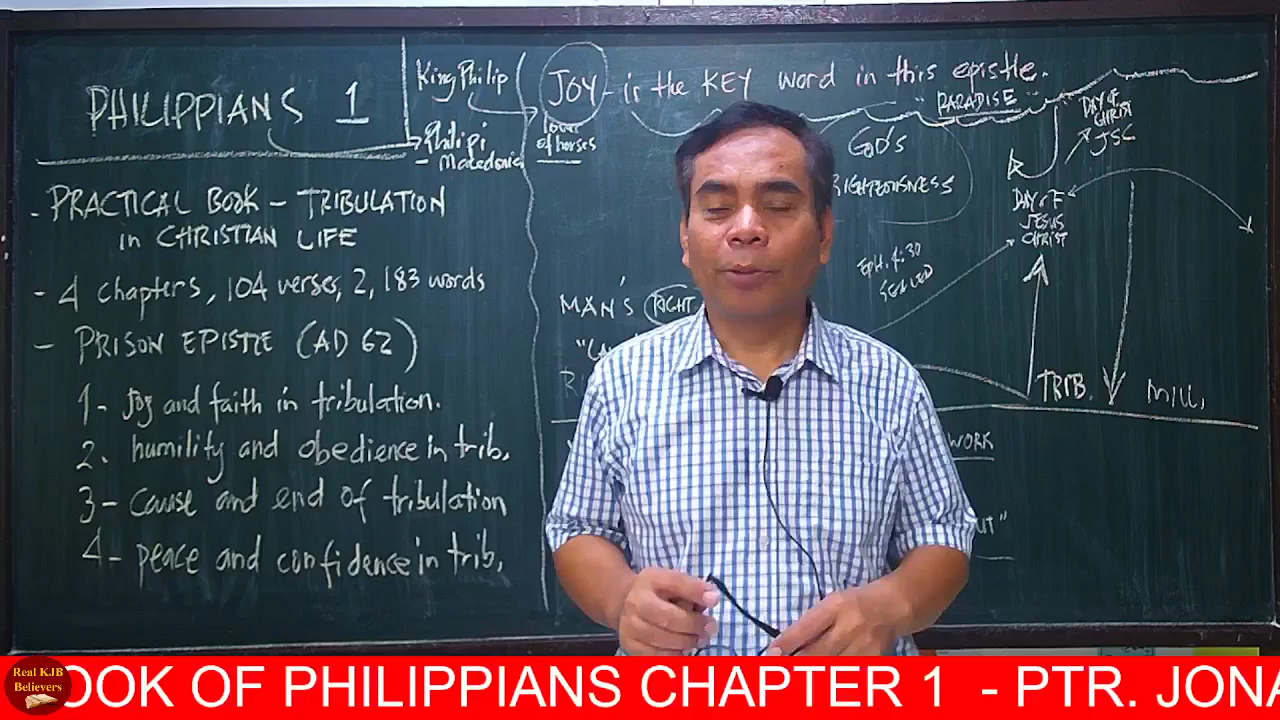 PHILIPPIANS 1
King Philip
Philipi
- Macedonia
lover
of horses
- PRACTICAL BOOK - TRIBULATION
in CHRISTIAN LIFE
- 4 chapters, 104 verses, 2,183 words
- PRISON EPISTLE (AD 62)
1 - Joy and faith in tribulation.
2. humility and obedience in trib.
3 - cause and end of tribulation
4 - peace and confidence in trib.
JOY - is the KEY word in this epistle.
"PARADISE"
God's
RIGHTEOUSNESS
DAY OF
CHRIST
JSC
DAY OF
JESUS
CHRIST
Eph. 4:30
SEALED
MAN'S RIGHT
TRIB.
MILL.
WORK
Real KJB
Believers
OOK OF PHILIPPIANS CHAPTER 1 - PTR. JONA